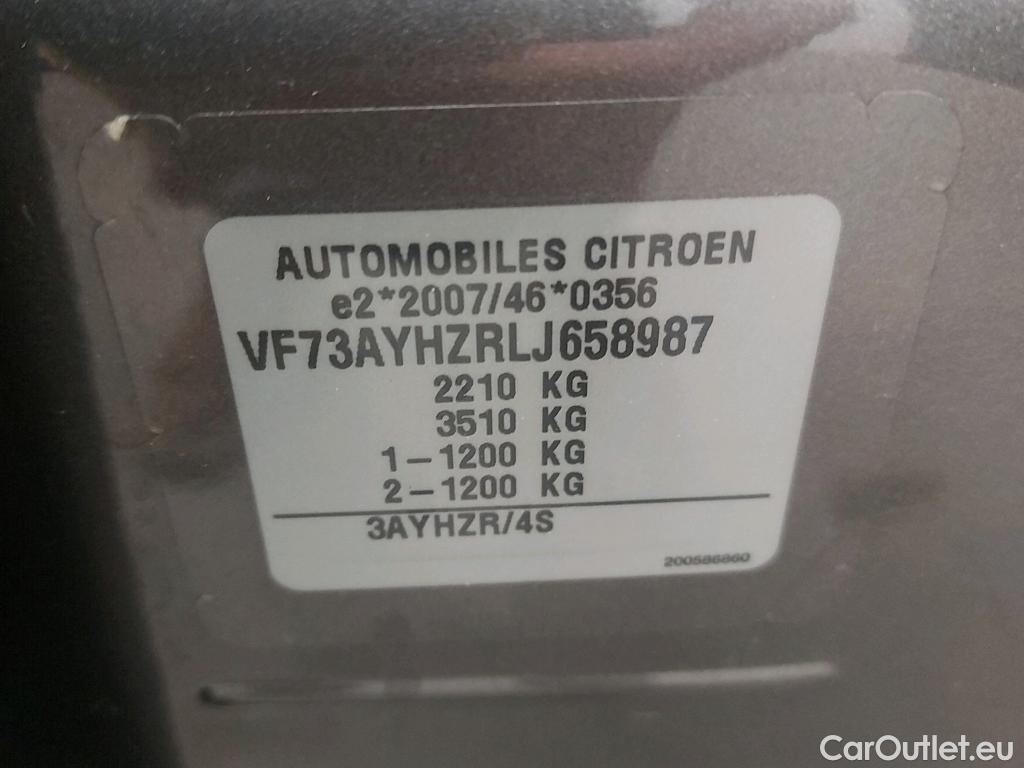 AUTOMOBILES CITROEN
e2*2007/46*0356
VF73AYHZRLJ658987
2210 KG
3510 KG
1-1200 KG
2-1200 KG
3AYHZR/4S
200586860
CarOutlet.eu